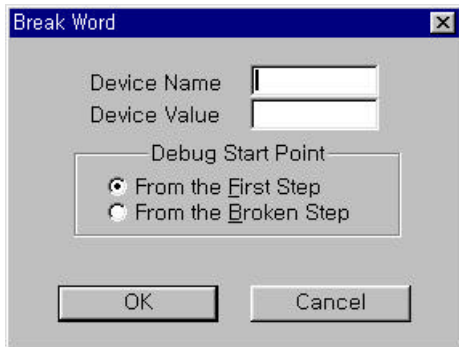 Break Word
Device Name
Device Value
Debug Start Point
From the First Step
From the Broken Step
OK Cancel